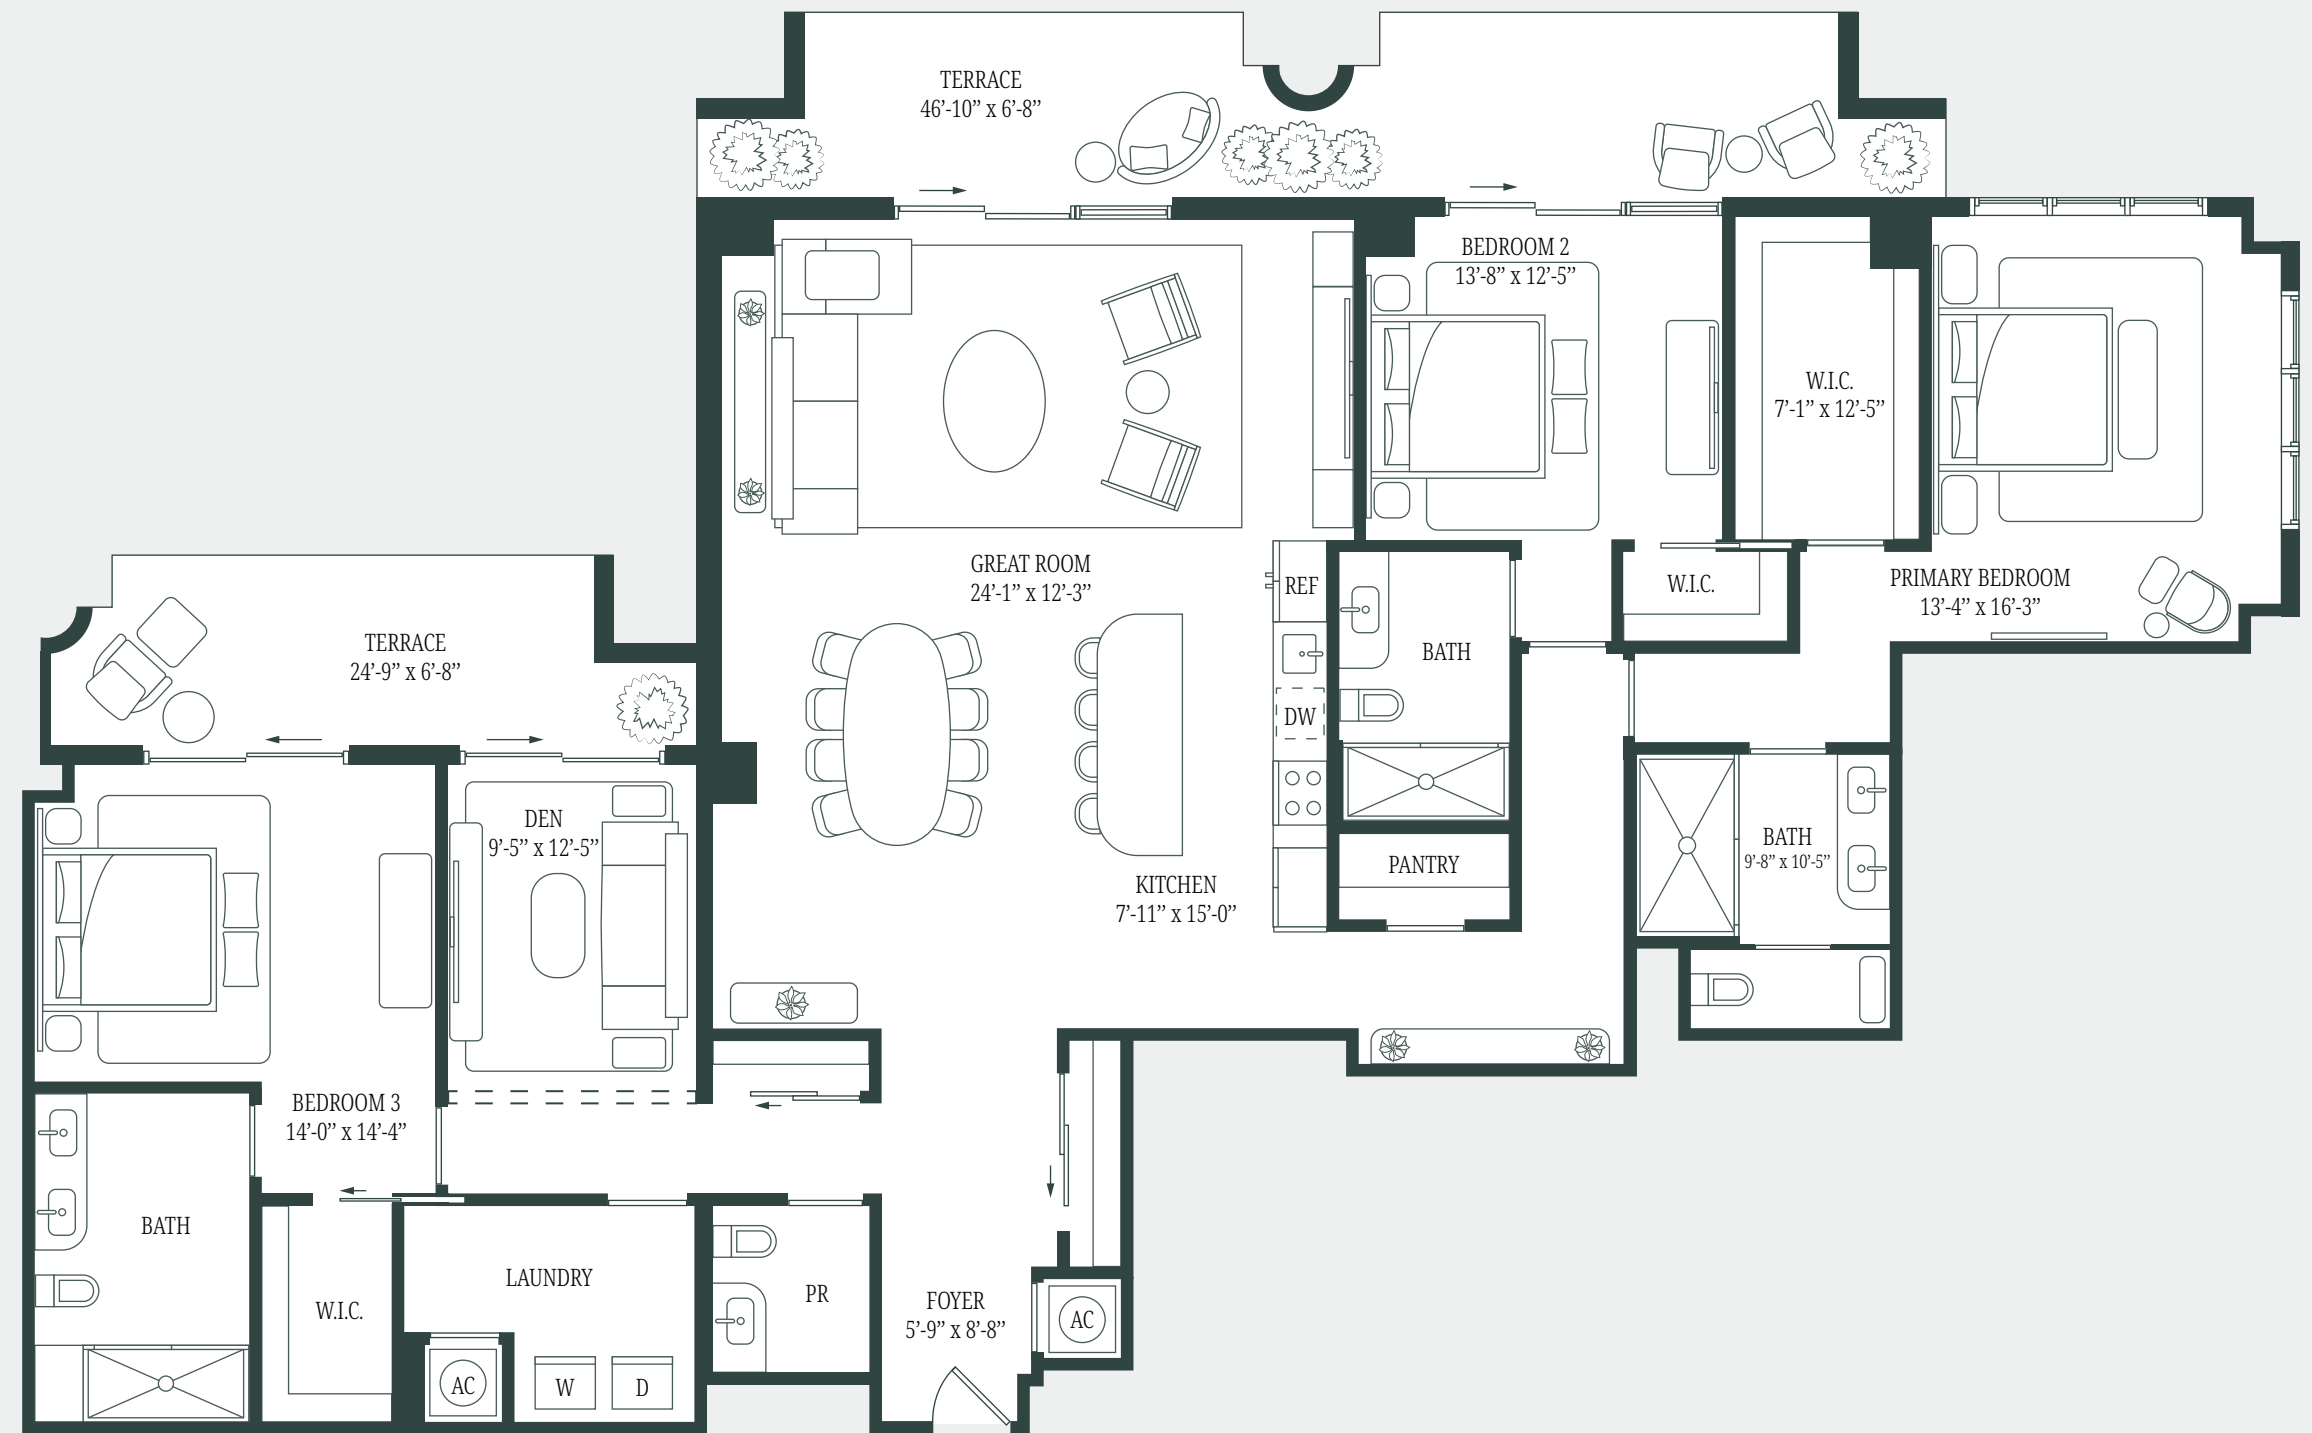 TERRACE
46’-10” x 6’-8”
BEDROOM 2
13’-8” x 12’-5”
W.I.C.
7’-1” x 12’-5”
GREAT ROOM
24’-1” x 12’-3”
REF
W.I.C.
PRIMARY BEDROOM
13’-4” x 16’-3”
TERRACE
24’-9” x 6’-8”
BATH
DW
DEN
9’-5” x 12’-5”
BATH
9’-8” x 10’-5”
PANTRY
KITCHEN
7’-11” x 15’-0”
BEDROOM 3
14’-0” x 14’-4”
BATH
LAUNDRY
PR
W.I.C.
FOYER
5’-9” x 8’-8”
AC
AC
W
D